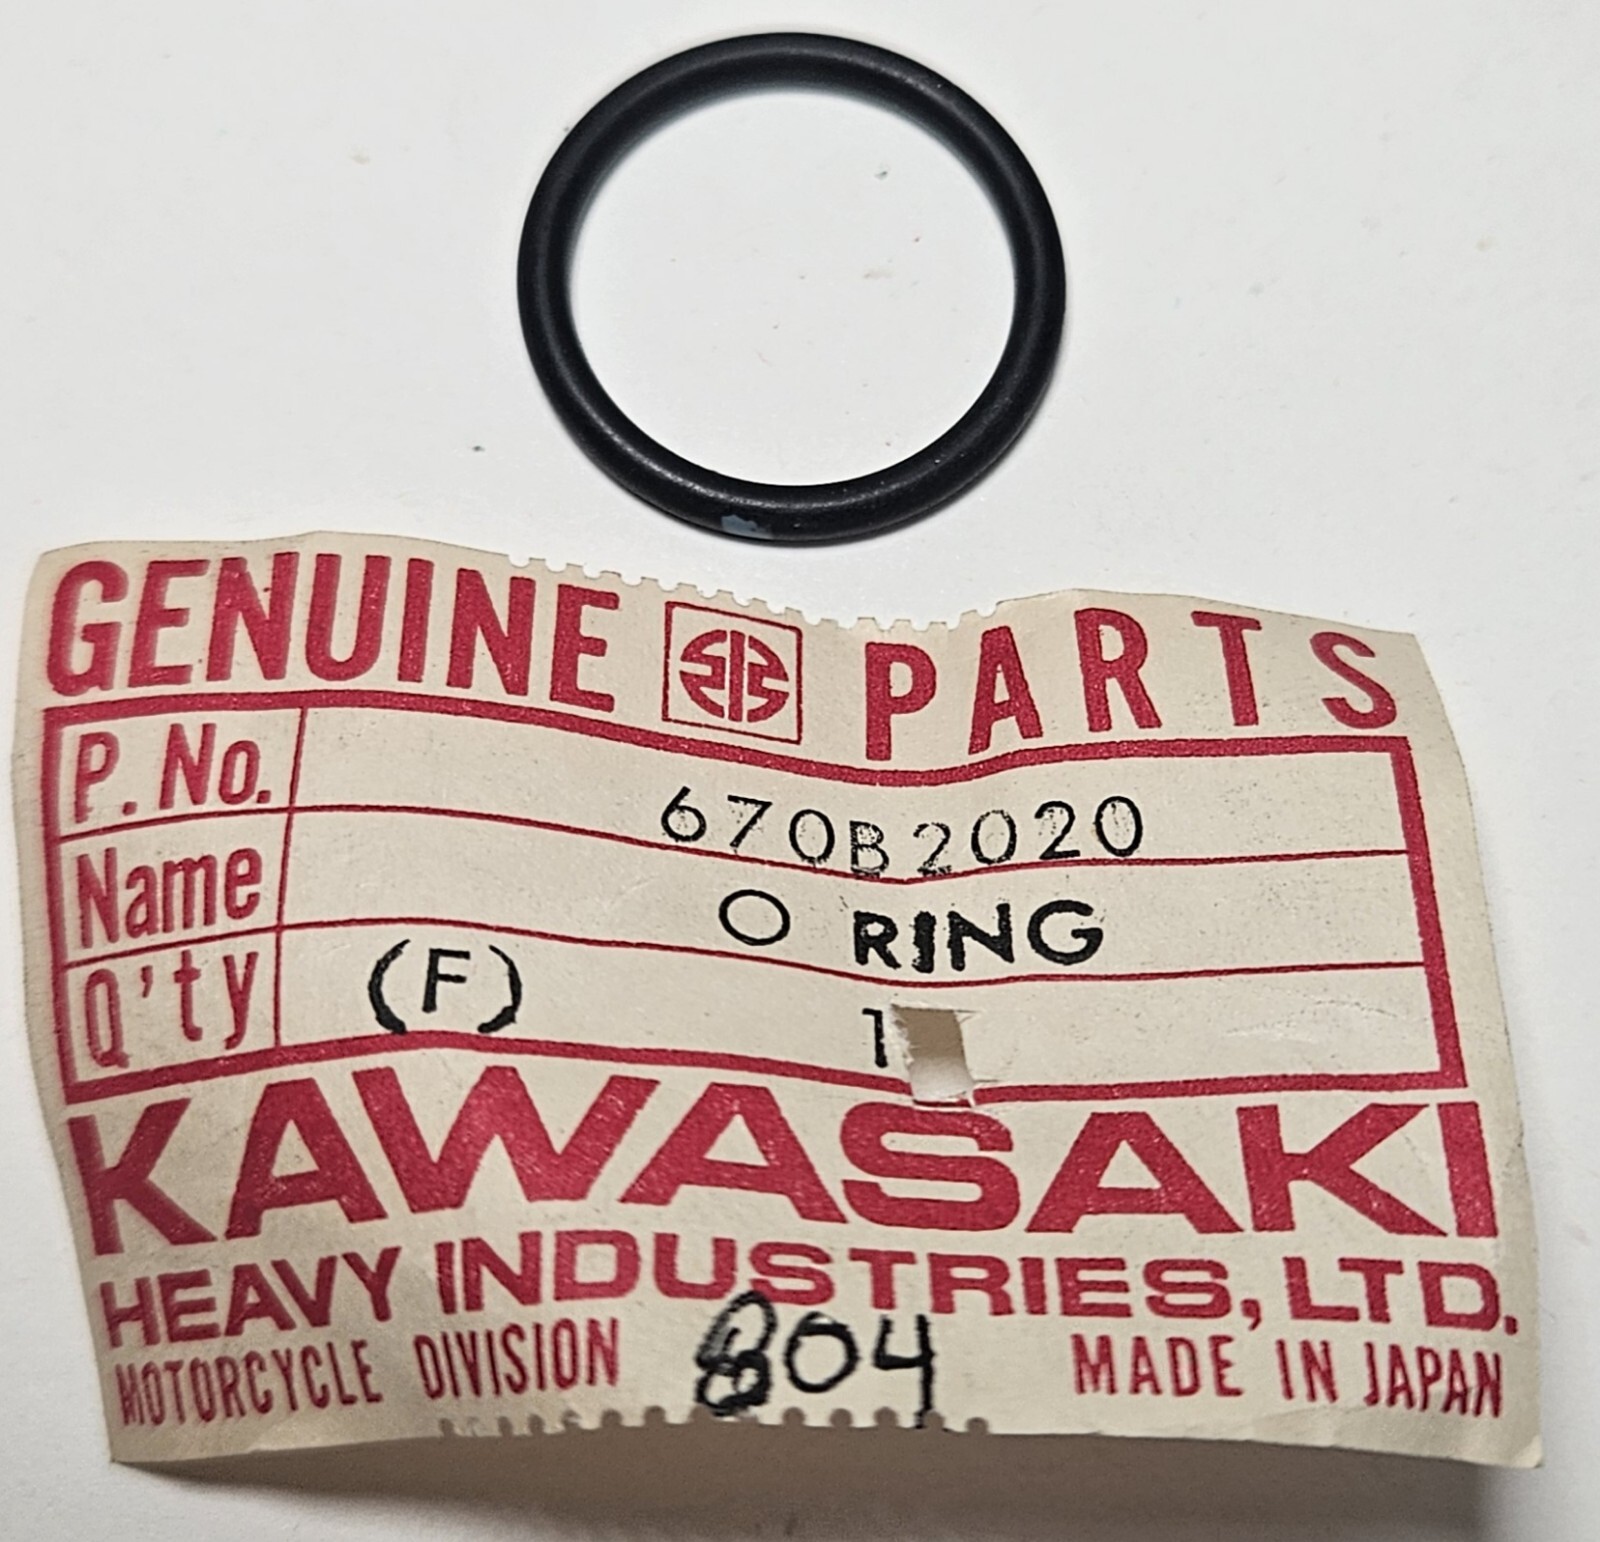 GENUINE PARTS
P. No. 670B2020
Name O RING
Q'ty (F) 1
KAWASAKI
HEAVY INDUSTRIES, LTD.
MOTORCYCLE DIVISION 804 MADE IN JAPAN